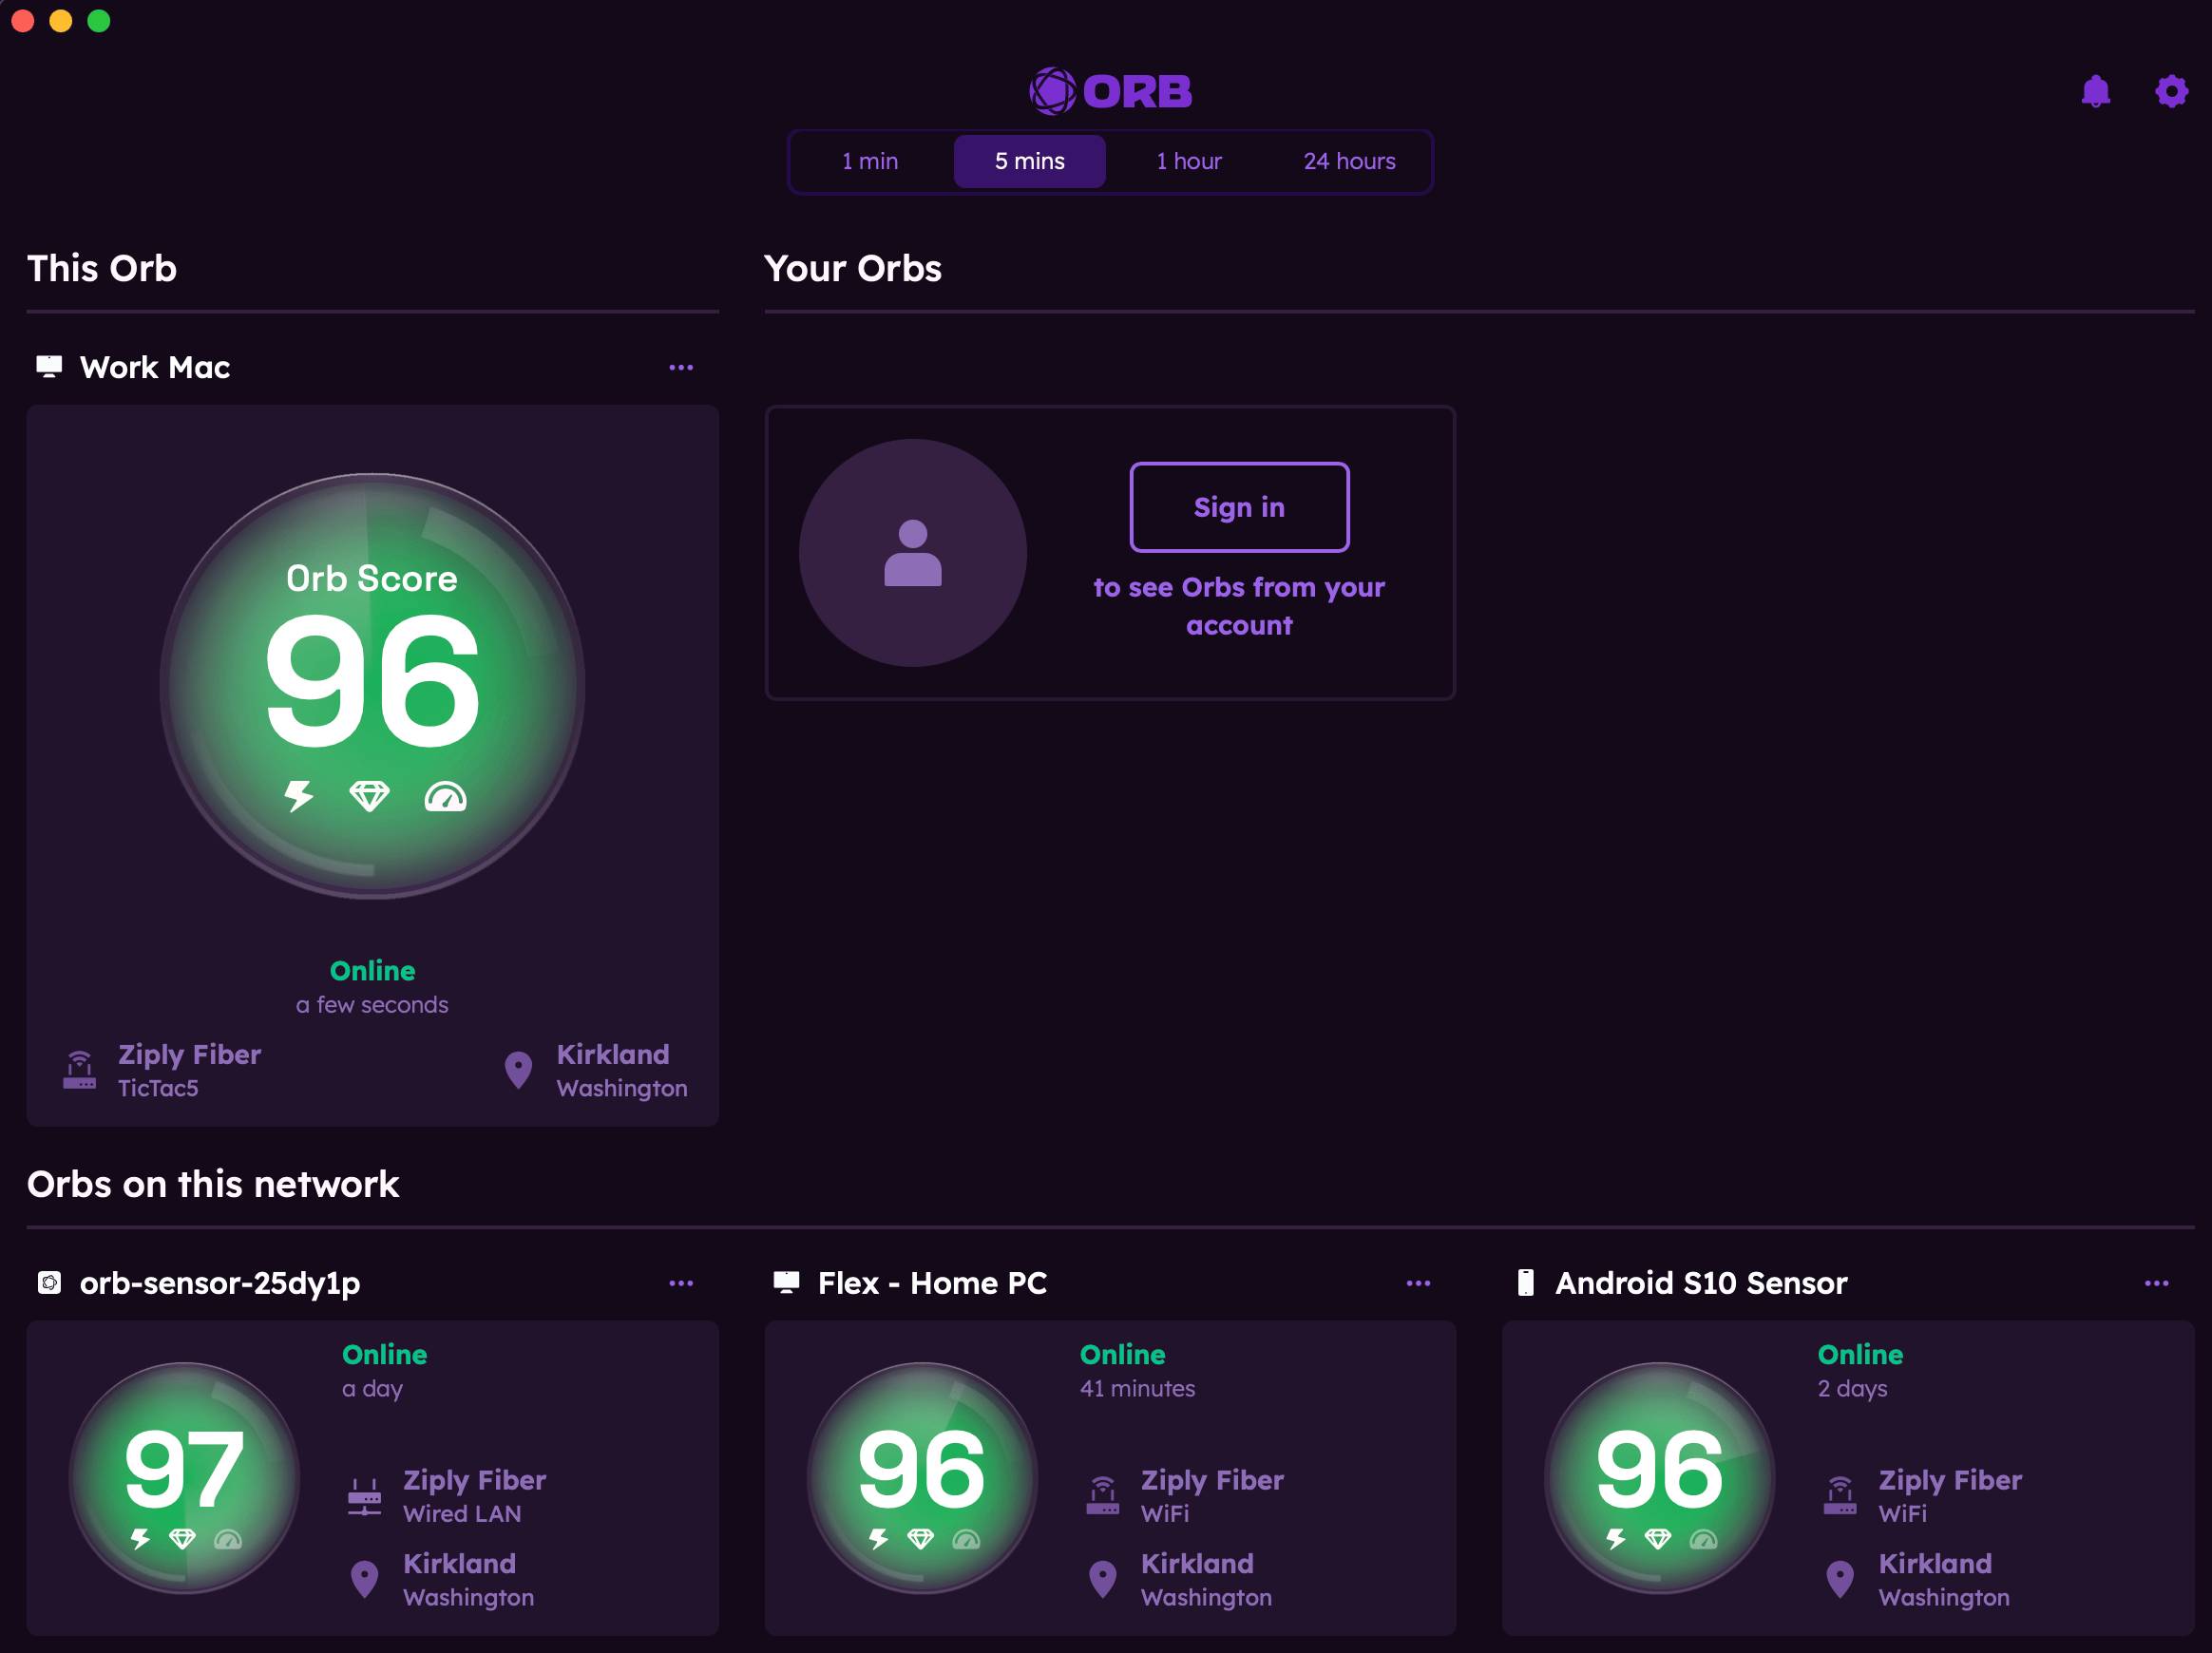 ORB
1 min
5 mins
1 hour
24 hours
This Orb
Your Orbs
Work Mac
Orb Score
96
Online
a few seconds
Ziply Fiber
TicTac5
Kirkland
Washington
Sign in
to see Orbs from your
account
Orbs on this network
orb-sensor-25dy1p
97
Online
a day
Ziply Fiber
Wired LAN
Kirkland
Washington
Flex - Home PC
96
Online
41 minutes
Ziply Fiber
WiFi
Kirkland
Washington
Android S10 Sensor
96
Online
2 days
Ziply Fiber
WiFi
Kirkland
Washington